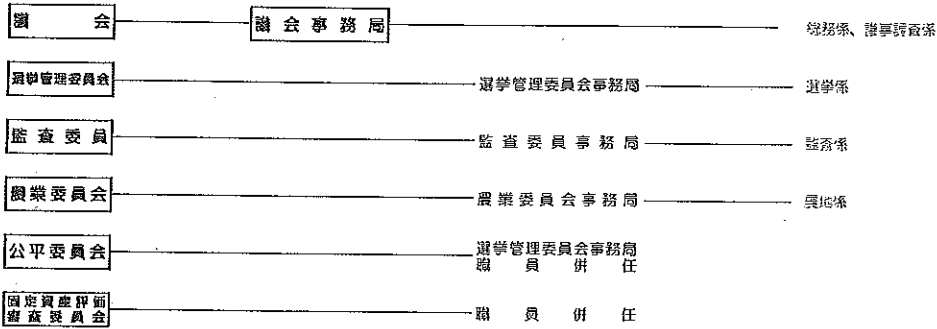 議会 議会事務局 総務係、議事調査係
選挙管理委員会 選挙管理委員会事務局 選挙係
監査委員 監査委員事務局 監査係
農業委員会 農業委員会事務局 農地係
公平委員会 選挙管理委員会事務局
職員併任
固定資産評価
審査委員会 職員併任